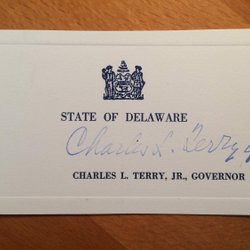 STATE OF DELAWARE
Charles L. Terry Jr
CHARLES L. TERRY, JR., GOVERNOR